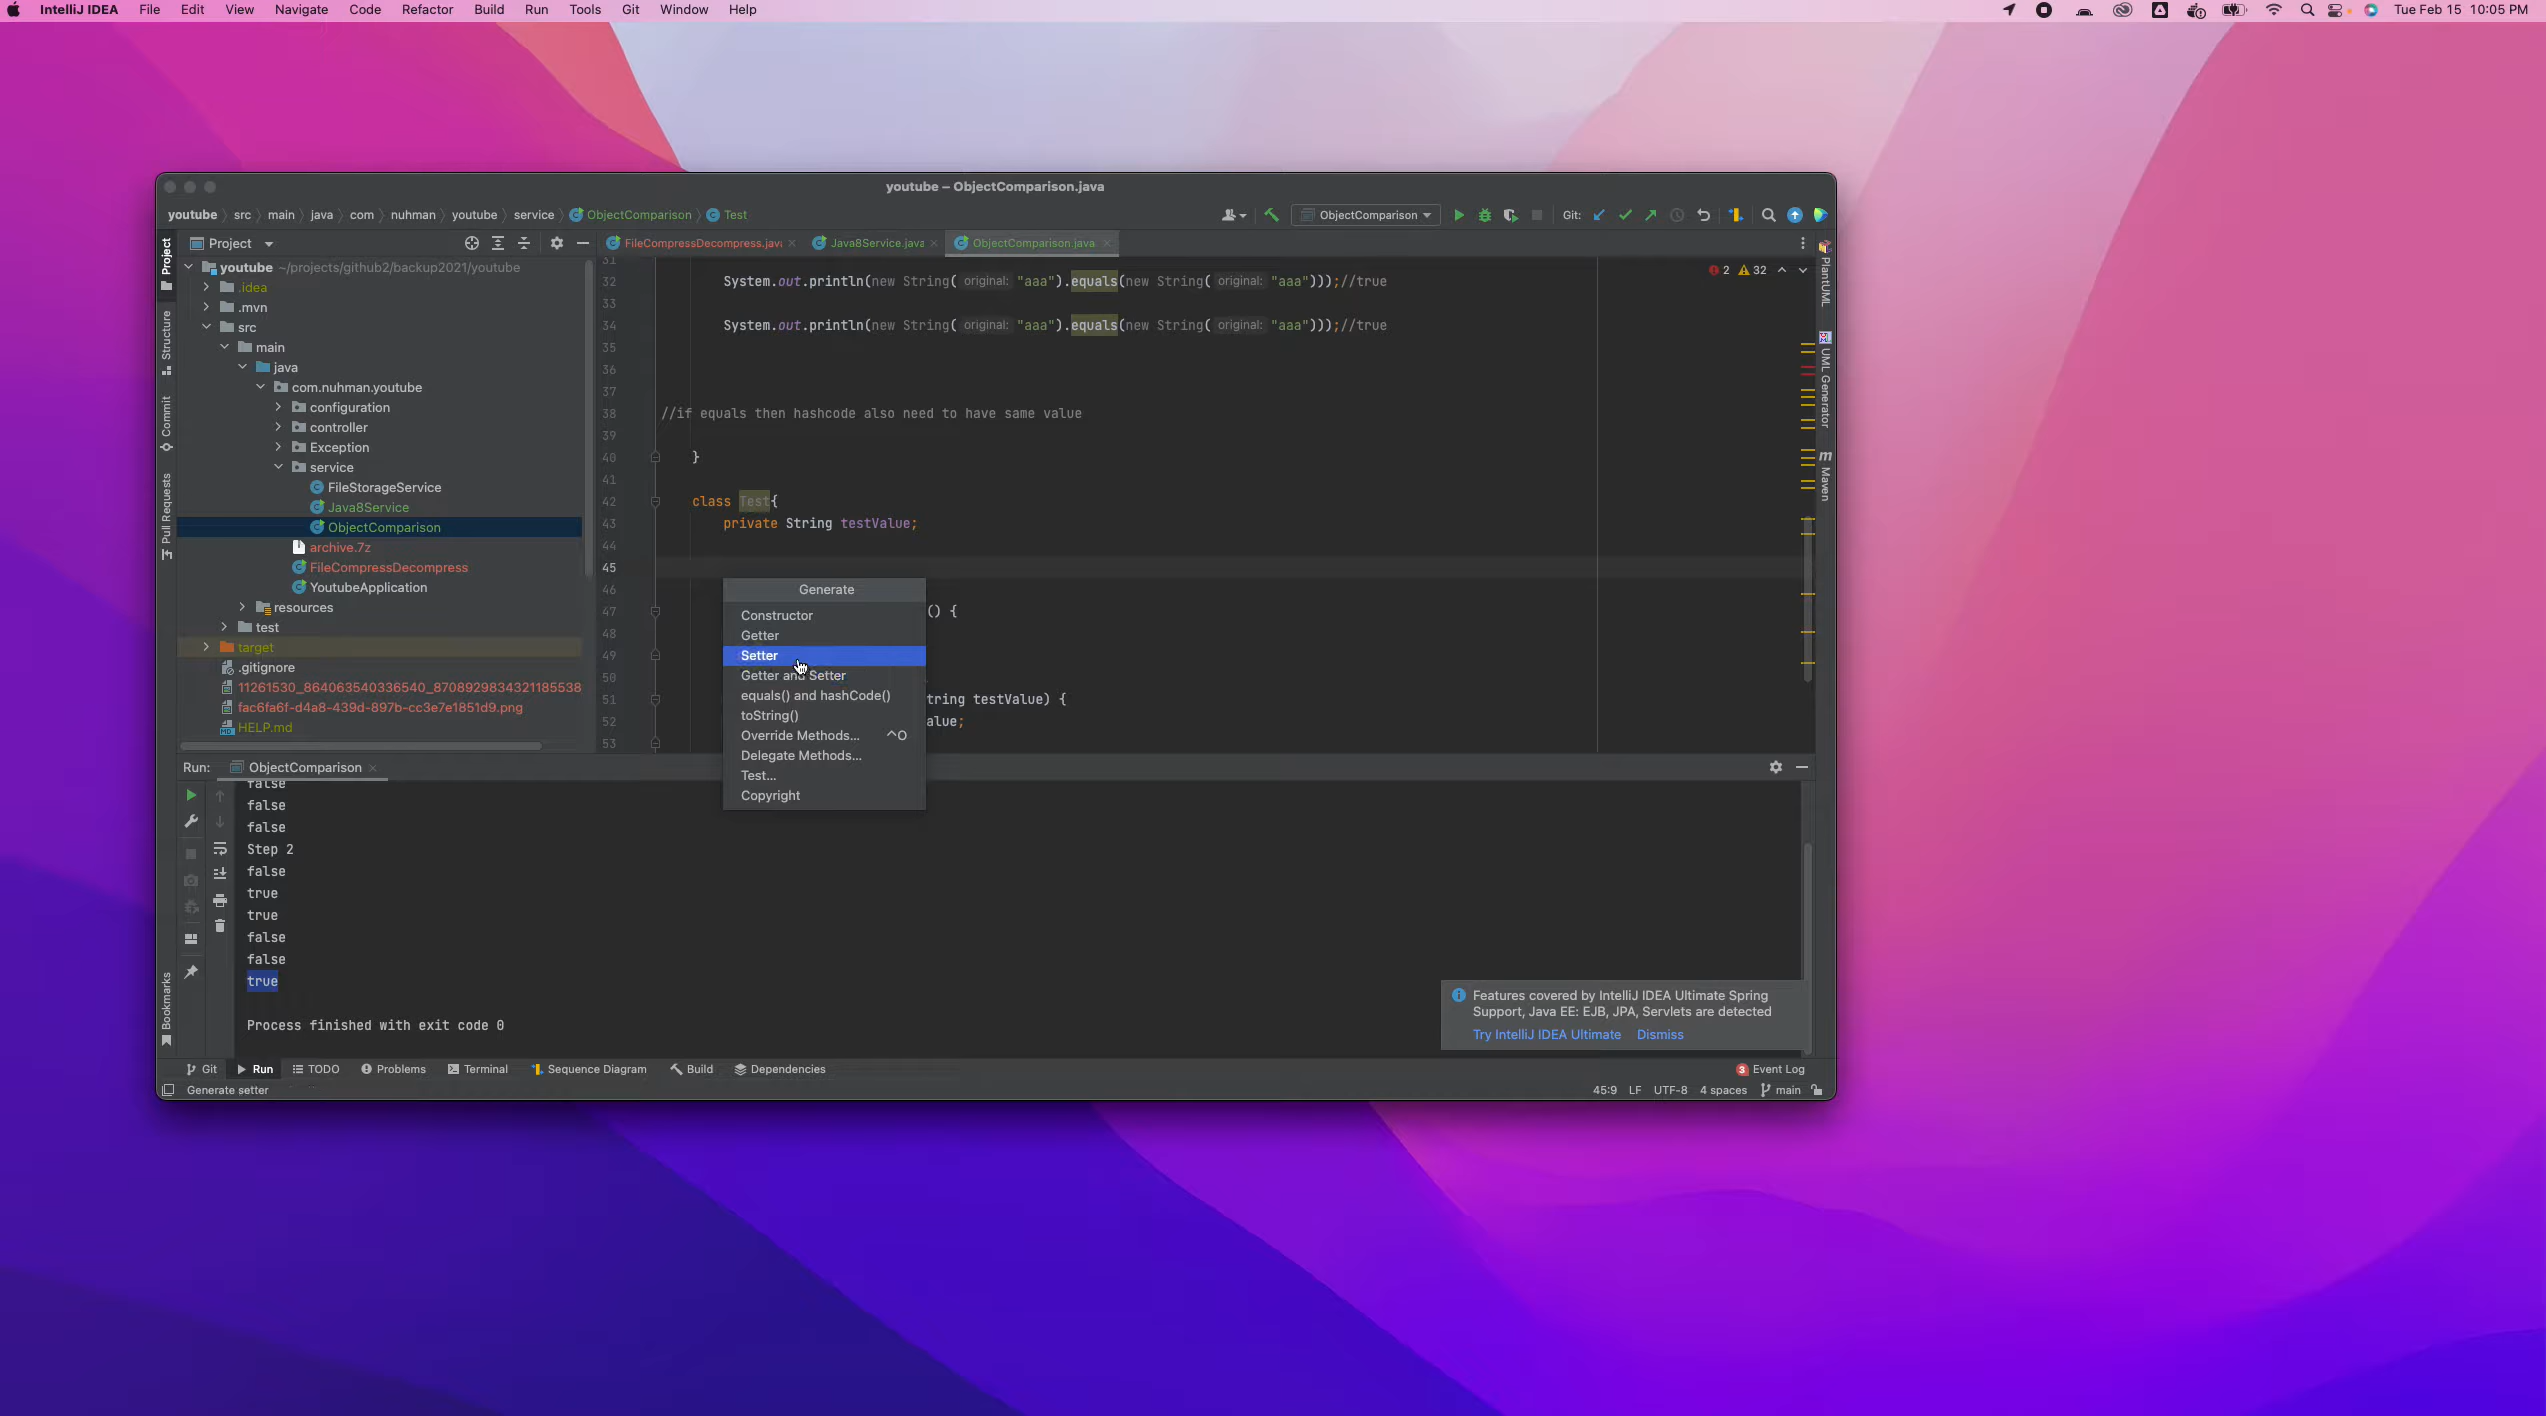 IntelliJ IDEA File Edit View Navigate Code Refactor Build Run Tools Git Window Help Tue Feb 15 10:05 PM
youtube – ObjectComparison.java
youtube src main java com nuhman youtube service ObjectComparison Test
ObjectComparison Git:
Project
FileCompressDecompress.java Java8Service.java ObjectComparison.java
youtube ~/projects/github2/backup2021/youtube
.idea
.mvn
src
main
java
com.nuhman.youtube
configuration
controller
Exception
service
FileStorageService
Java8Service
ObjectComparison
archive.7z
FileCompressDecompress
YoutubeApplication
resources
test
target
.gitignore
11261530_864063540336540_8708929834321185538
fac6fa6f-d4a8-439d-897b-cc3e7e1851d9.png
HELP.md
Project
Structure
Commit
Pull Requests
Bookmarks
31
32 System.out.println(new String( original: "aaa").equals(new String( original: "aaa")));//true
33
34 System.out.println(new String( original: "aaa").equals(new String( original: "aaa")));//true
35
36
37
38 //if equals then hashcode also need to have same value
39
40 }
41
42 class Test{
43 private String testValue;
44
45
46
47 () {
48
49
50
51 tring testValue) {
52 alue;
53
2 32
PlantUML
UML Generator
Maven
Generate
Constructor
Getter
Setter
Getter and Setter
equals() and hashCode()
toString()
Override Methods... ^O
Delegate Methods...
Test...
Copyright
Run: ObjectComparison
false
false
false
Step 2
false
true
true
false
false
true
Process finished with exit code 0
Features covered by IntelliJ IDEA Ultimate Spring
Support, Java EE: EJB, JPA, Servlets are detected
Try IntelliJ IDEA Ultimate Dismiss
Git Run TODO Problems Terminal Sequence Diagram Build Dependencies 3 Event Log
Generate setter 45:9 LF UTF-8 4 spaces main